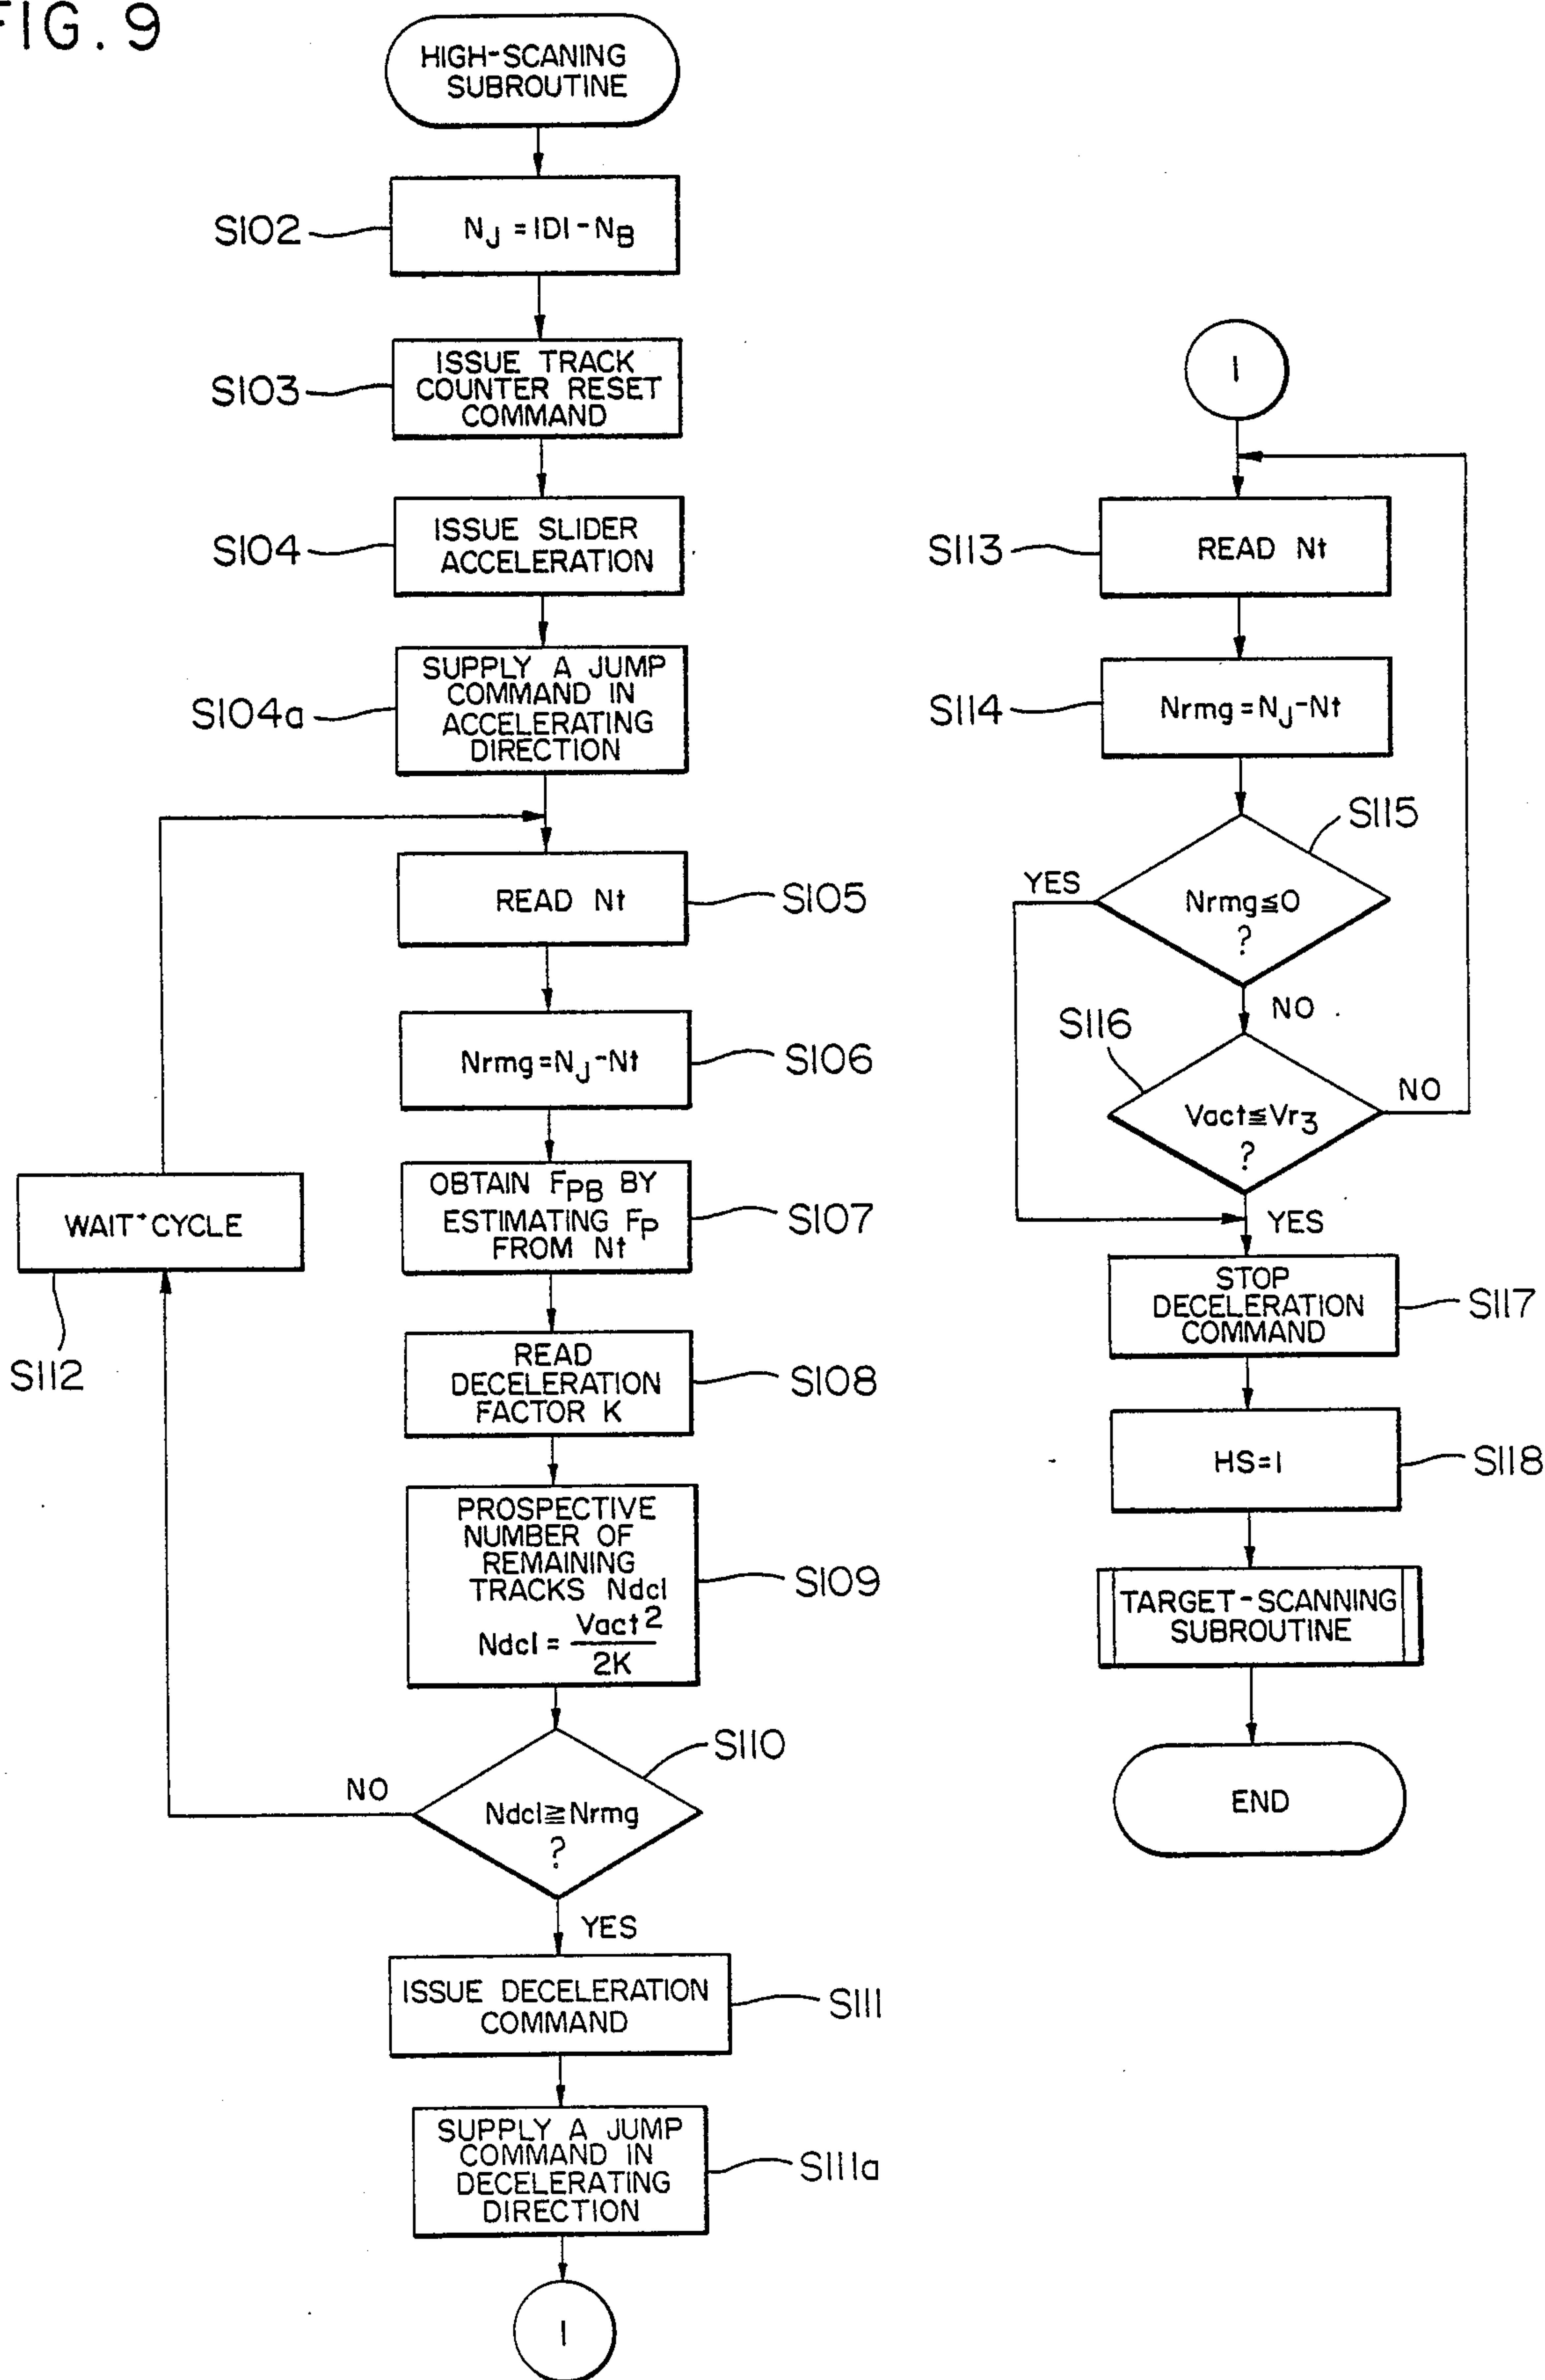 FIG. 9
HIGH-SCANING
SUBROUTINE
S102
NJ = |D| - NB
S103
ISSUE TRACK
COUNTER RESET
COMMAND
S104
ISSUE SLIDER
ACCELERATION
S104a
SUPPLY A JUMP
COMMAND IN
ACCELERATING
DIRECTION
READ Nt
S105
Nrmg=NJ-Nt
S106
OBTAIN FPB BY
ESTIMATING FP
FROM Nt
S107
WAIT CYCLE
S112
READ
DECELERATION
FACTOR K
S108
PROSPECTIVE
NUMBER OF
REMAINING
TRACKS Ndcl
Ndcl = Vact²
2K
S109
S110
NO
Ndcl≧Nrmg
?
YES
ISSUE DECELERATION
COMMAND
S111
SUPPLY A JUMP
COMMAND IN
DECELERATING
DIRECTION
S111a
1
1
S113
READ Nt
S114
Nrmg=NJ-Nt
S115
YES
Nrmg≦0
?
NO
S116
NO
Vact≦Vr3
?
YES
STOP
DECELERATION
COMMAND
S117
HS=1
S118
TARGET-SCANNING
SUBROUTINE
END